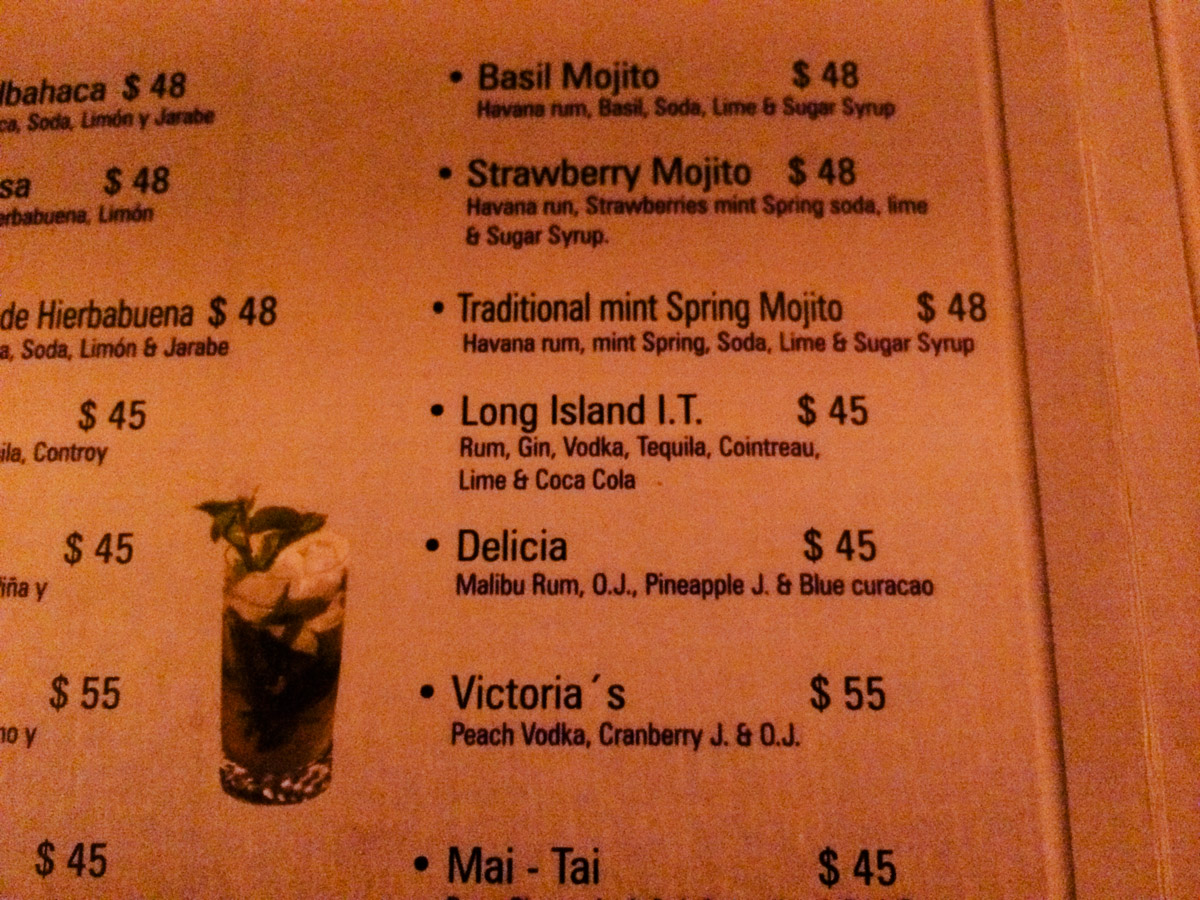 lbahaca $ 48
ca, Soda, Limón y Jarabe
sa $ 48
erbabuena, Limón
de Hierbabuena $ 48
a, Soda, Limón & Jarabe
$ 45
ila, Controy
$ 45
iña y
$ 55
no y
$ 45
• Basil Mojito $ 48
Havana rum, Basil, Soda, Lime & Sugar Syrup
• Strawberry Mojito $ 48
Havana run, Strawberries mint Spring soda, lime
& Sugar Syrup.
• Traditional mint Spring Mojito $ 48
Havana rum, mint Spring, Soda, Lime & Sugar Syrup
• Long Island I.T. $ 45
Rum, Gin, Vodka, Tequila, Cointreau,
Lime & Coca Cola
• Delicia $ 45
Malibu Rum, O.J., Pineapple J. & Blue curacao
• Victoria´s $ 55
Peach Vodka, Cranberry J. & O.J.
• Mai - Tai $ 45